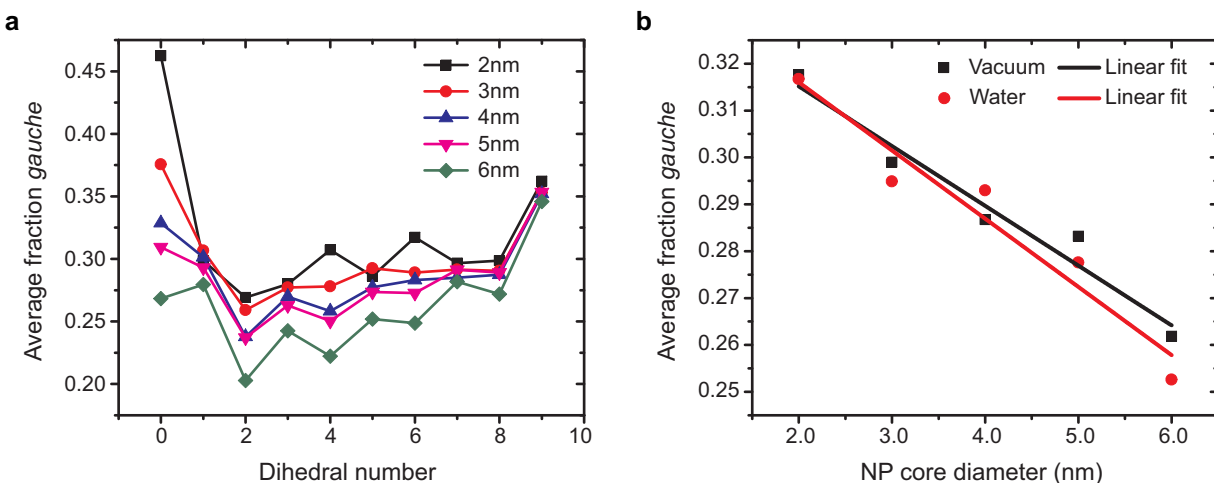 a
0.45
0.40
0.35
0.30
0.25
0.20
Average fraction gauche
0 2 4 6 8 10
Dihedral number
2nm
3nm
4nm
5nm
6nm
b
0.32
0.31
0.30
0.29
0.28
0.27
0.26
0.25
Average fraction gauche
2.0 3.0 4.0 5.0 6.0
NP core diameter (nm)
Vacuum Linear fit
Water Linear fit